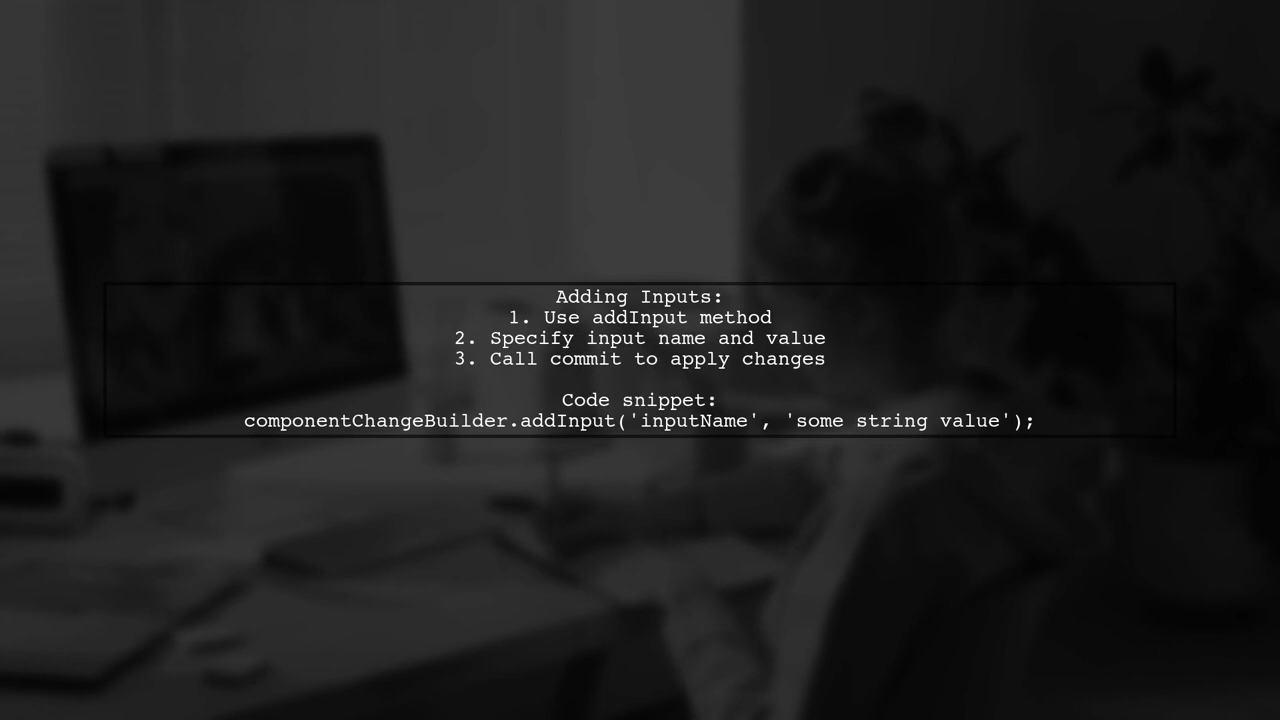 Adding Inputs:
1. Use addInput method
2. Specify input name and value
3. Call commit to apply changes
Code snippet:
componentChangeBuilder.addInput('inputName', 'some string value');